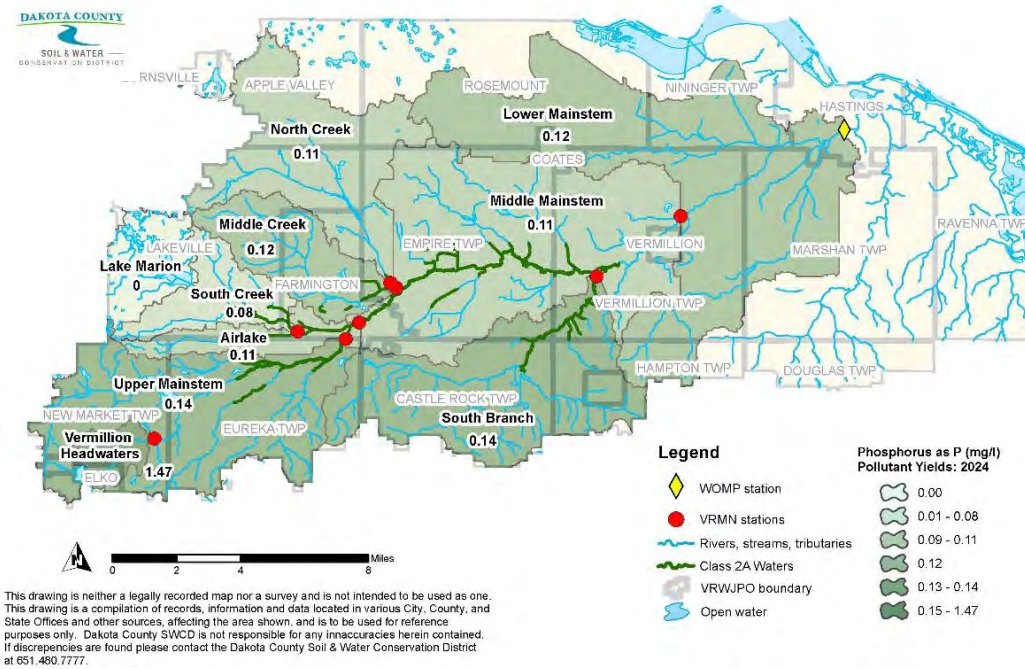 DAKOTA COUNTY
SOIL & WATER
CONSERVATION DISTRICT
APPLE VALLEY
ROSEMOUNT
NININGER TWP
HASTINGS
Lower Mainstem
0.12
North Creek
0.11
COATES
Middle Mainstem
0.11
Middle Creek
0.12
EMPIRE TWP
VERMILLION
MARSHAN TWP
RAVENNA TWP
LAKEVILLE
Lake Marion
0
South Creek
0.08
FARMINGTON
VERMILLION TWP
Airlake
0.11
HAMPTON TWP
DOUGLAS TWP
Upper Mainstem
0.14
CASTLE ROCK TWP
NEW MARKET TWP
EUREKA TWP
South Branch
0.14
Vermillion
Headwaters
1.47
ELKO
Legend
WOMP station
VRMN stations
Rivers, streams, tributaries
Class 2A Waters
VRWJPO boundary
Open water
Phosphorus as P (mg/l)
Pollutant Yields: 2024
0.00
0.01 - 0.08
0.09 - 0.11
0.12
0.13 - 0.14
0.15 - 1.47
N
Miles
0 2 4 8
This drawing is neither a legally recorded map nor a survey and is not intended to be used as one.
This drawing is a compilation of records, information and data located in various City, County, and
State Offices and other sources, affecting the area shown, and is to be used for reference
purposes only. Dakota County SWCD is not responsible for any innaccuracies herein contained.
If discrepancies are found please contact the Dakota County Soil & Water Conservation District
at 651.480.7777.